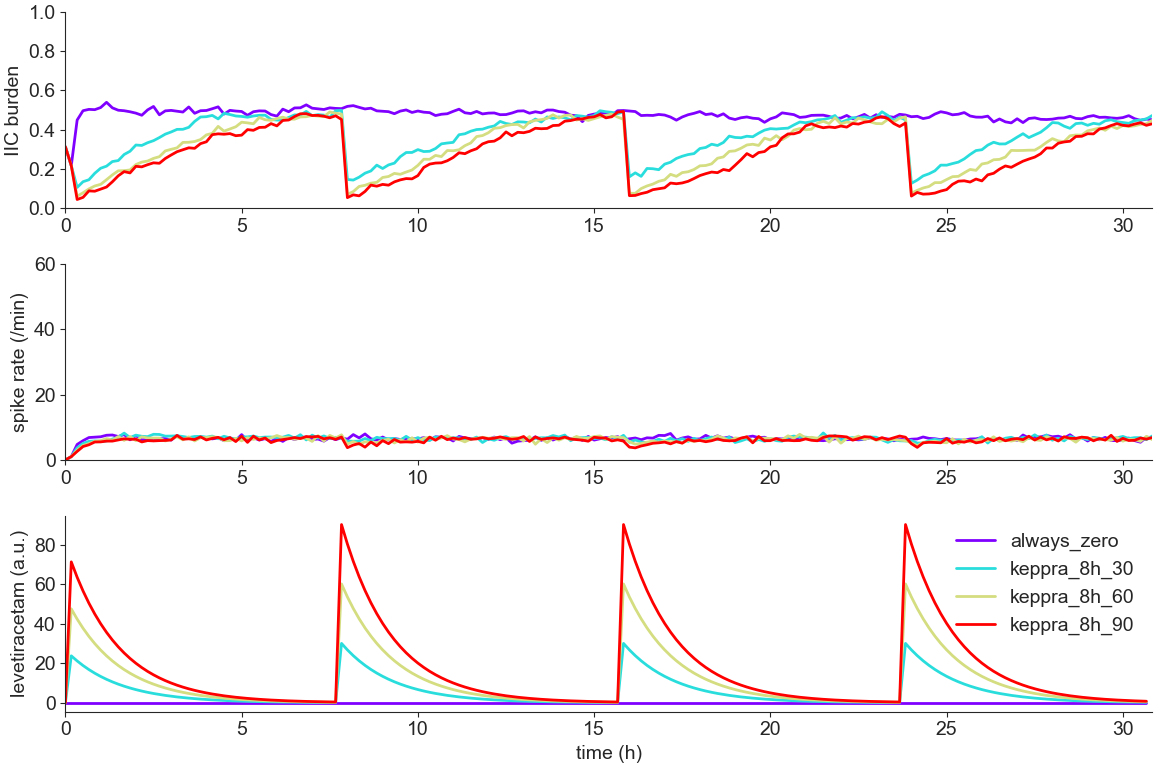 IIC burden
1.0
0.8
0.6
0.4
0.2
0.0
0 5 10 15 20 25 30
spike rate (/min)
60
40
20
0
0 5 10 15 20 25 30
levetiracetam (a.u.)
80
60
40
20
0
always_zero
keppra_8h_30
keppra_8h_60
keppra_8h_90
0 5 10 15 20 25 30
time (h)